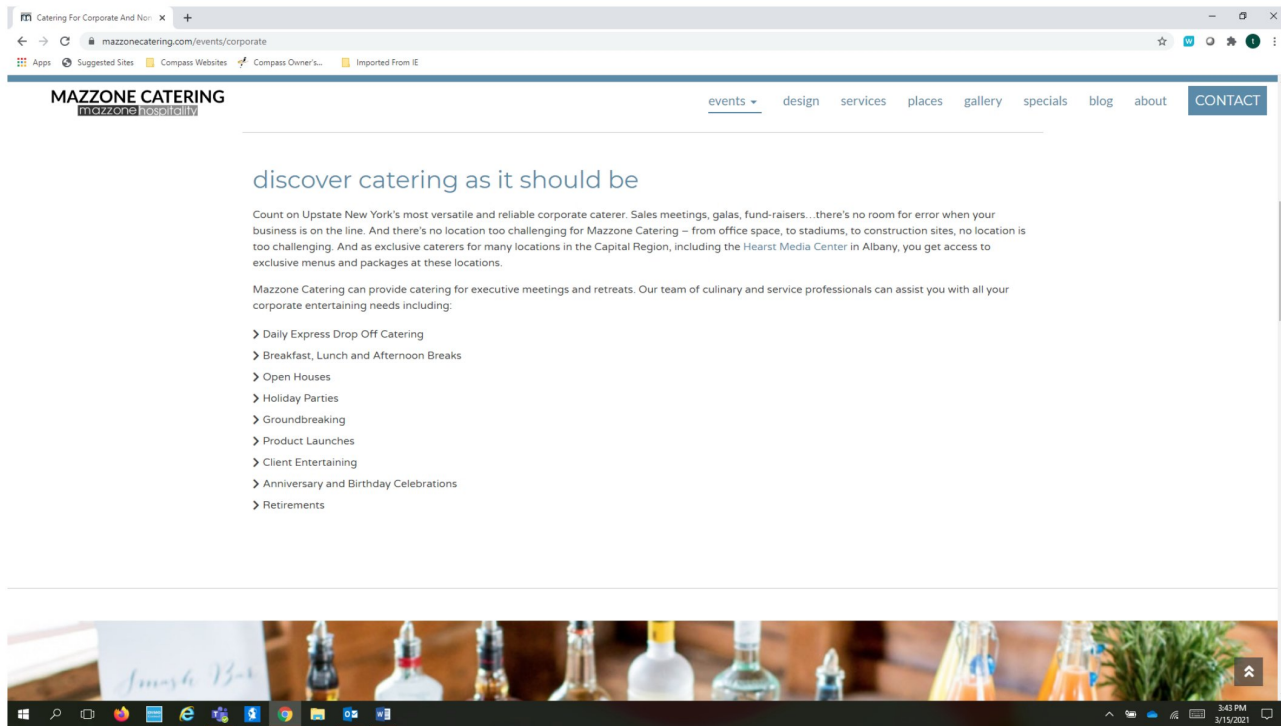 Catering For Corporate And Non
mazzonecatering.com/events/corporate
Apps Suggested Sites Compass Websites Compass Owner's... Imported From IE
MAZZONE CATERING
mazzone hospitality
events design services places gallery specials blog about CONTACT
discover catering as it should be
Count on Upstate New York's most versatile and reliable corporate caterer. Sales meetings, galas, fund-raisers…there's no room for error when your
business is on the line. And there's no location too challenging for Mazzone Catering – from office space, to stadiums, to construction sites, no location is
too challenging. And as exclusive caterers for many locations in the Capital Region, including the Hearst Media Center in Albany, you get access to
exclusive menus and packages at these locations.
Mazzone Catering can provide catering for executive meetings and retreats. Our team of culinary and service professionals can assist you with all your
corporate entertaining needs including:
Daily Express Drop Off Catering
Breakfast, Lunch and Afternoon Breaks
Open Houses
Holiday Parties
Groundbreaking
Product Launches
Client Entertaining
Anniversary and Birthday Celebrations
Retirements
Smash Bar
3:43 PM
3/15/2021